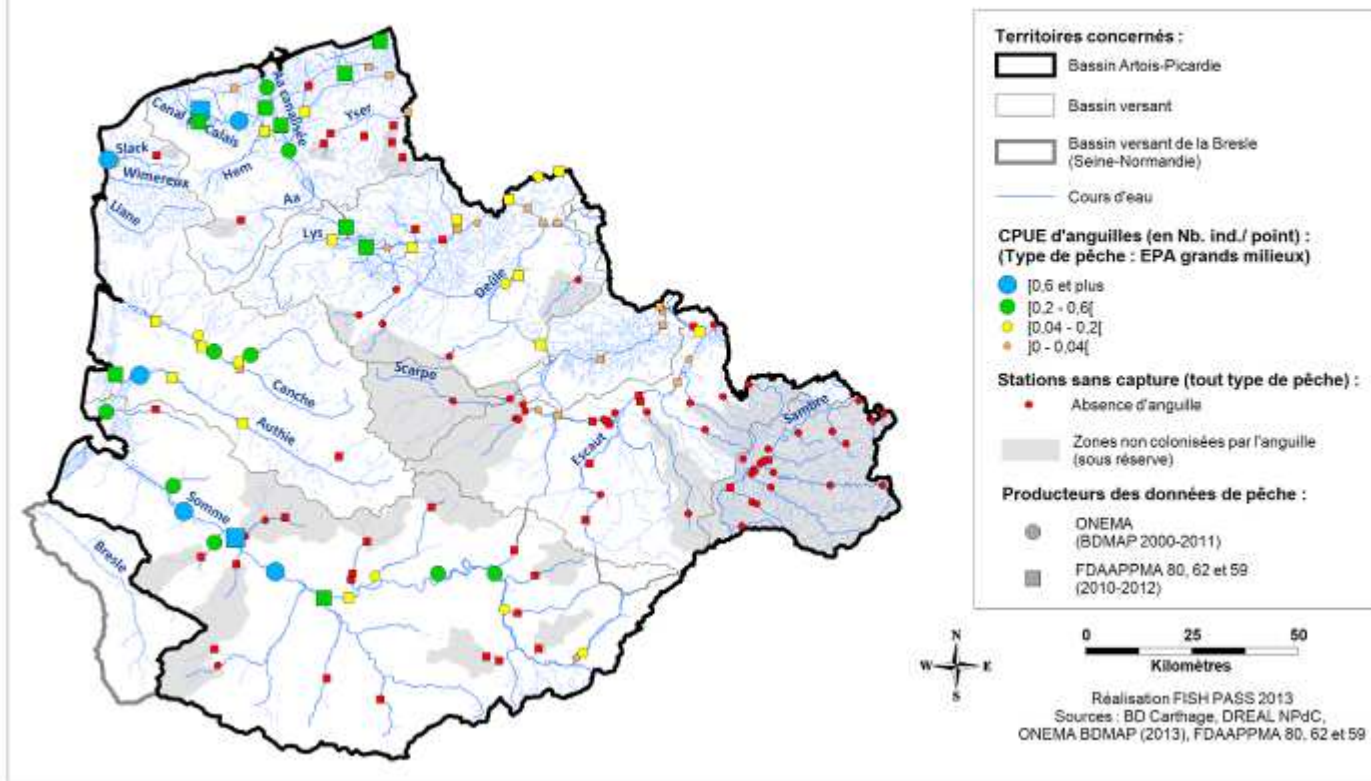 Canal de Calais
Aa canalisée
Yser
Slack
Wimereux
Hem
Aa
Liane
Lys
Deûle
Canche
Scarpe
Authie
Escaut
Sambre
Somme
Bresle
Territoires concernés :
Bassin Artois-Picardie
Bassin versant
Bassin versant de la Bresle
(Seine-Normandie)
Cours d'eau
CPUE d'anguilles (en Nb. ind./ point) :
(Type de pêche : EPA grands milieux)
[0,6 et plus
[0,2 - 0,6[
[0,04 - 0,2[
]0 - 0,04[
Stations sans capture (tout type de pêche) :
Absence d'anguille
Zones non colonisées par l'anguille
(sous réserve)
Producteurs des données de pêche :
ONEMA
(BDMAP 2000-2011)
FDAAPPMA 80, 62 et 59
(2010-2012)
N
W E
S
0 25 50
Kilomètres
Réalisation FISH PASS 2013
Sources : BD Carthage, DREAL NPdC,
ONEMA BDMAP (2013), FDAAPPMA 80, 62 et 59